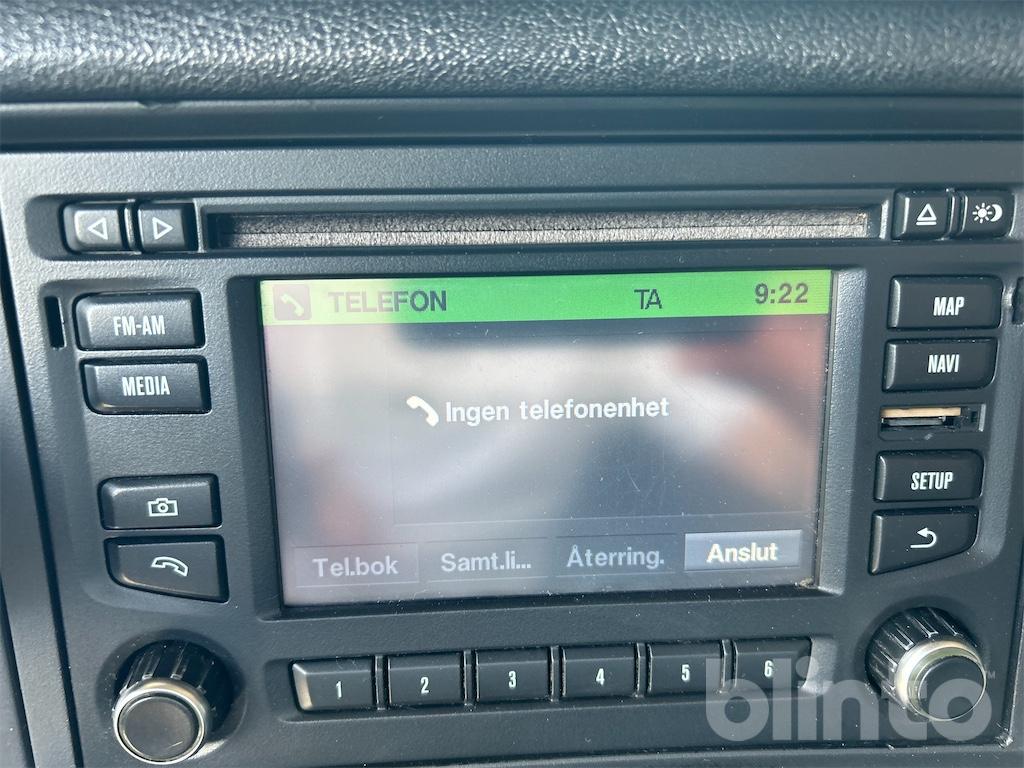 FM-AM
MEDIA
TELEFON TA 9:22
Ingen telefonenhet
Tel.bok Samt.li... Återring. Anslut
MAP
NAVI
SETUP
1 2 3 4 5 6
blinto™